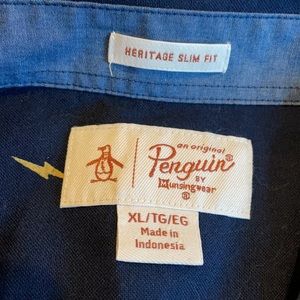 HERITAGE SLIM FIT
an original
Penguin®
BY
Munsingwear
®
XL/TG/EG
Made in
Indonesia